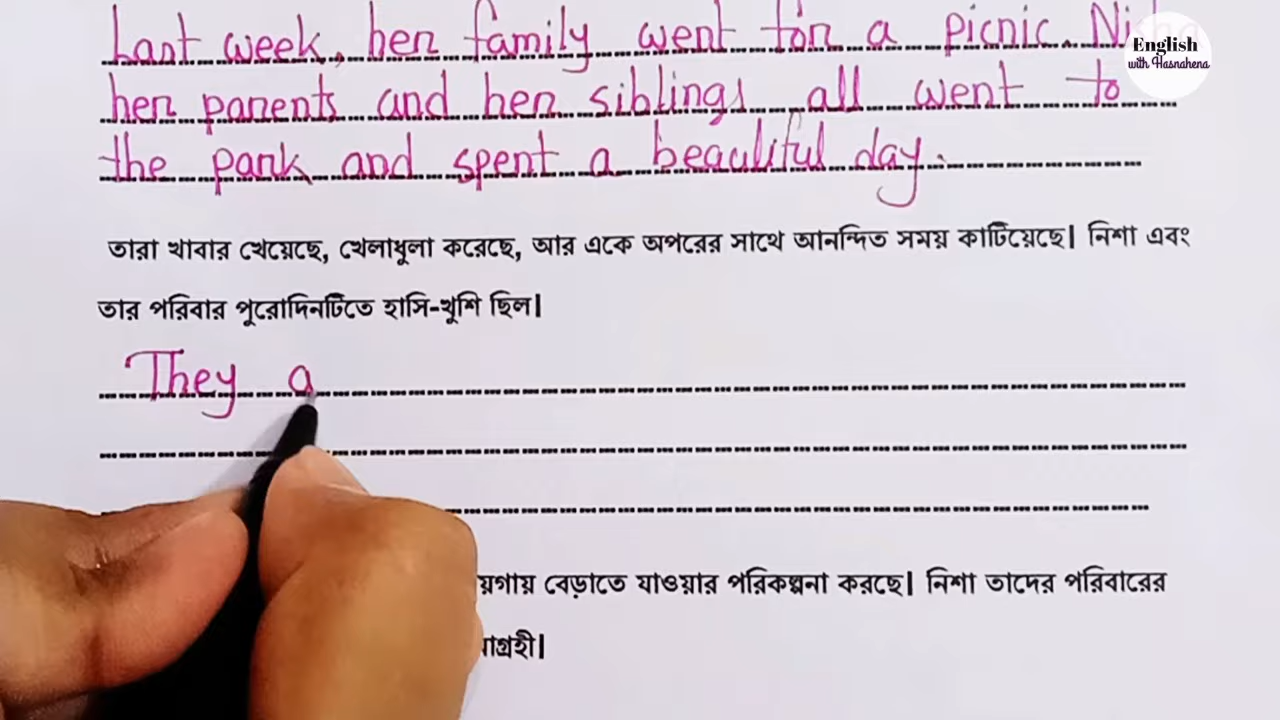 Last week, her family went for a picnic. Nisha
English
with Hasnahena
her parents and her siblings all went to
the park and spent a beautiful day.
তারা খাবার খেয়েছে, খেলাধুলা করেছে, আর একে অপরের সাথে আনন্দিত সময় কাটিয়েছে। নিশা এবং
তার পরিবার পুরোদিনটিতে হাসি-খুশি ছিল।
They a
য়গায় বেড়াতে যাওয়ার পরিকল্পনা করছে। নিশা তাদের পরিবারের
াগ্রহী।